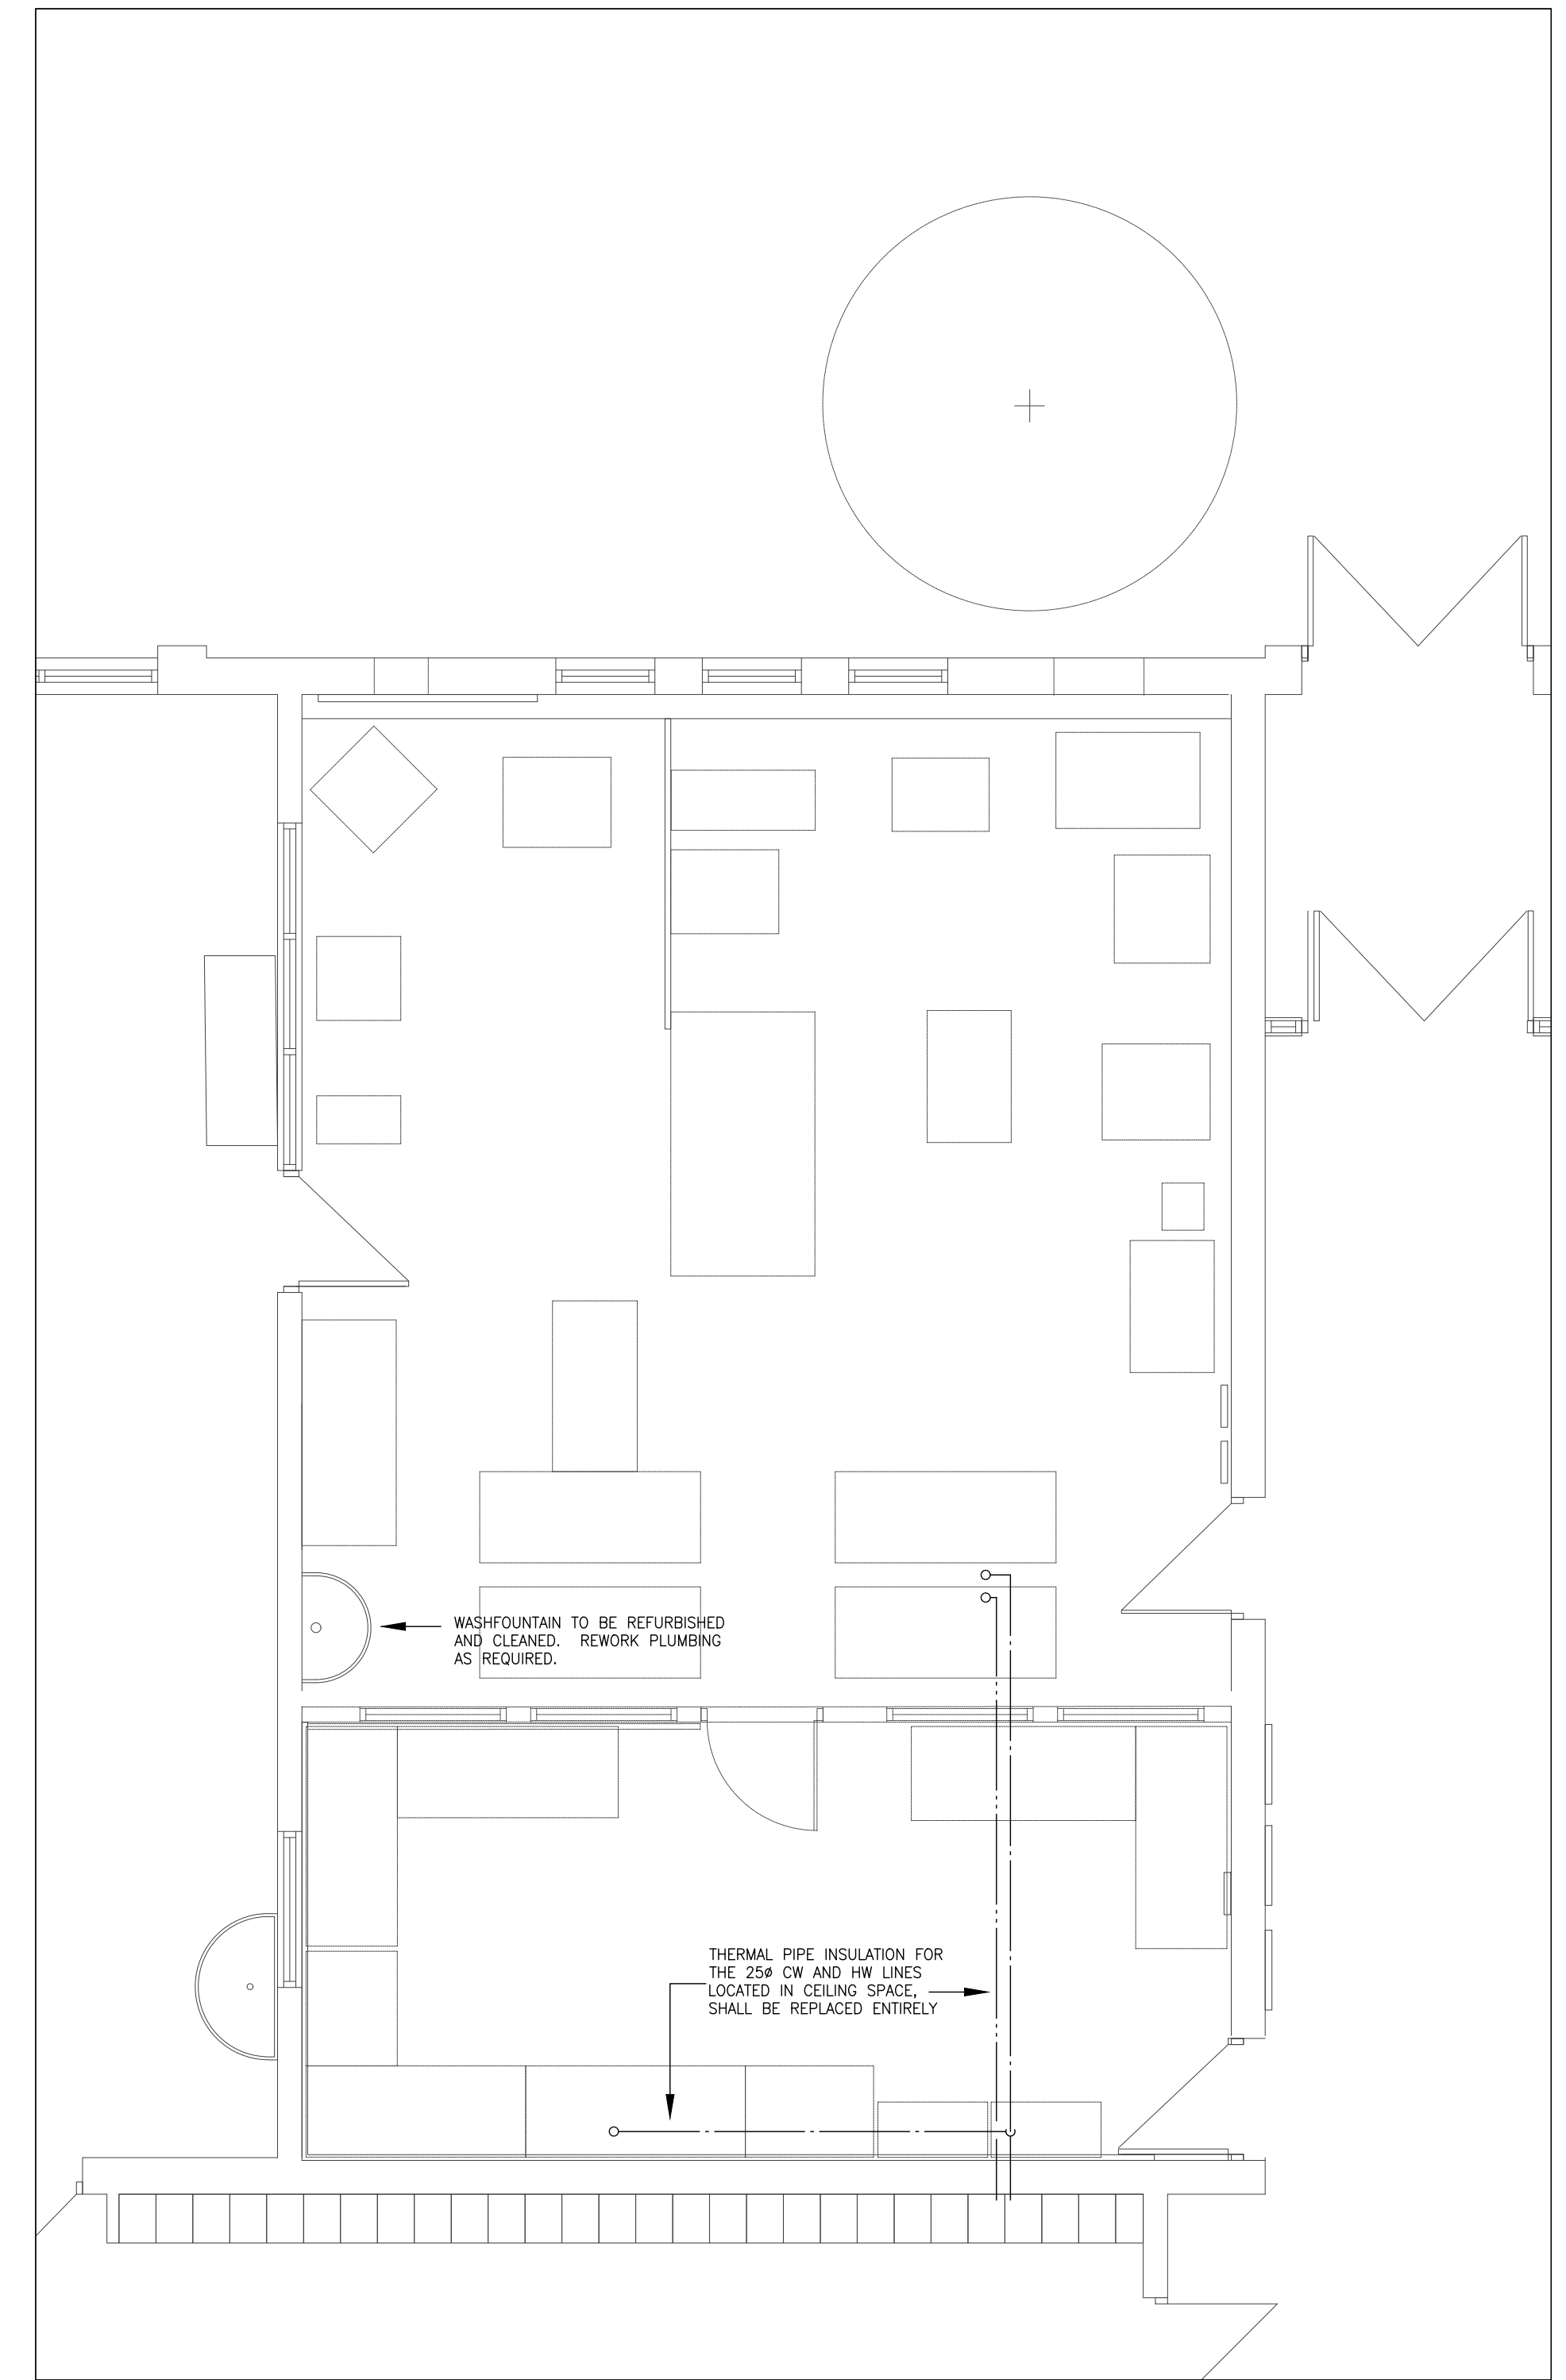 WASHFOUNTAIN TO BE REFURBISHED
AND CLEANED. REWORK PLUMBING
AS REQUIRED.
THERMAL PIPE INSULATION FOR
THE 25ø CW AND HW LINES
LOCATED IN CEILING SPACE,
SHALL BE REPLACED ENTIRELY